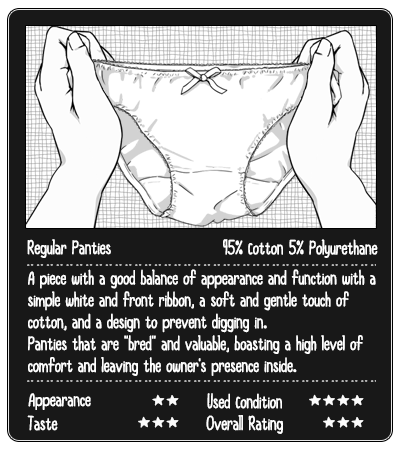 Regular Panties 95% Cotton 5% Polyurethane
A piece with a good balance of appearance and function with a
simple white and front ribbon, a soft and gentle touch of
cotton, and a design to prevent digging in.
Panties that are "bred" and valuable, boasting a high level of
comfort and leaving the owner's presence inside.
Appearance ★★ Used Condition ★★★★
Taste ★★★ Overall Rating ★★★